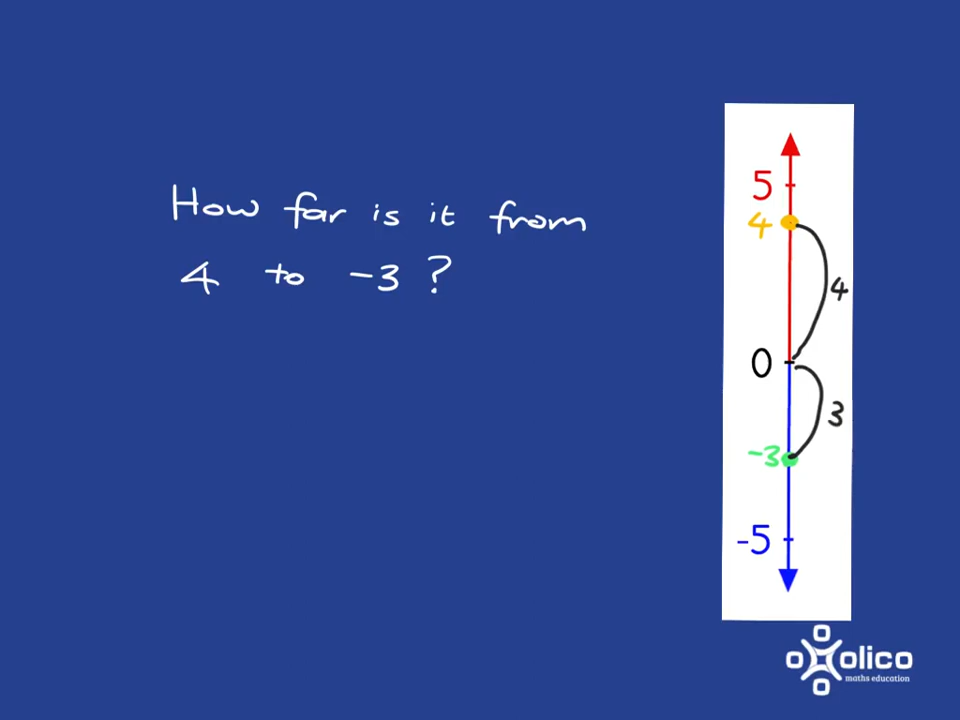 How far is it from
4 to -3 ?
5
4
4
0
3
-3
-5
olico
maths education